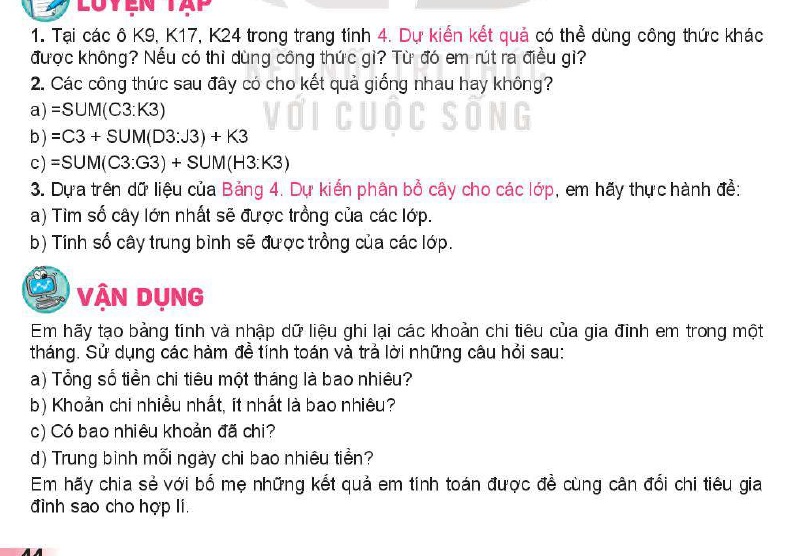 LUYỆN TẬP
1. Tại các ô K9, K17, K24 trong trang tính 4. Dự kiến kết quả có thể dùng công thức khác
được không? Nếu có thì dùng công thức gì? Từ đó em rút ra điều gì?
KẾT NỐI TRI THỨC
2. Các công thức sau đây có cho kết quả giống nhau hay không?
a) =SUM(C3:K3)
VỚI CUỘC SỐNG
b) =C3 + SUM(D3:J3) + K3
c) =SUM(C3:G3) + SUM(H3:K3)
3. Dựa trên dữ liệu của Bảng 4. Dự kiến phân bổ cây cho các lớp, em hãy thực hành để:
a) Tìm số cây lớn nhất sẽ được trồng của các lớp.
b) Tính số cây trung bình sẽ được trồng của các lớp.
VẬN DỤNG
Em hãy tạo bảng tính và nhập dữ liệu ghi lại các khoản chi tiêu của gia đình em trong một
tháng. Sử dụng các hàm để tính toán và trả lời những câu hỏi sau:
a) Tổng số tiền chi tiêu một tháng là bao nhiêu?
b) Khoản chi nhiều nhất, ít nhất là bao nhiêu?
c) Có bao nhiêu khoản đã chi?
d) Trung bình mỗi ngày chi bao nhiêu tiền?
Em hãy chia sẻ với bố mẹ những kết quả em tính toán được để cùng cân đối chi tiêu gia
đình sao cho hợp lí.
44